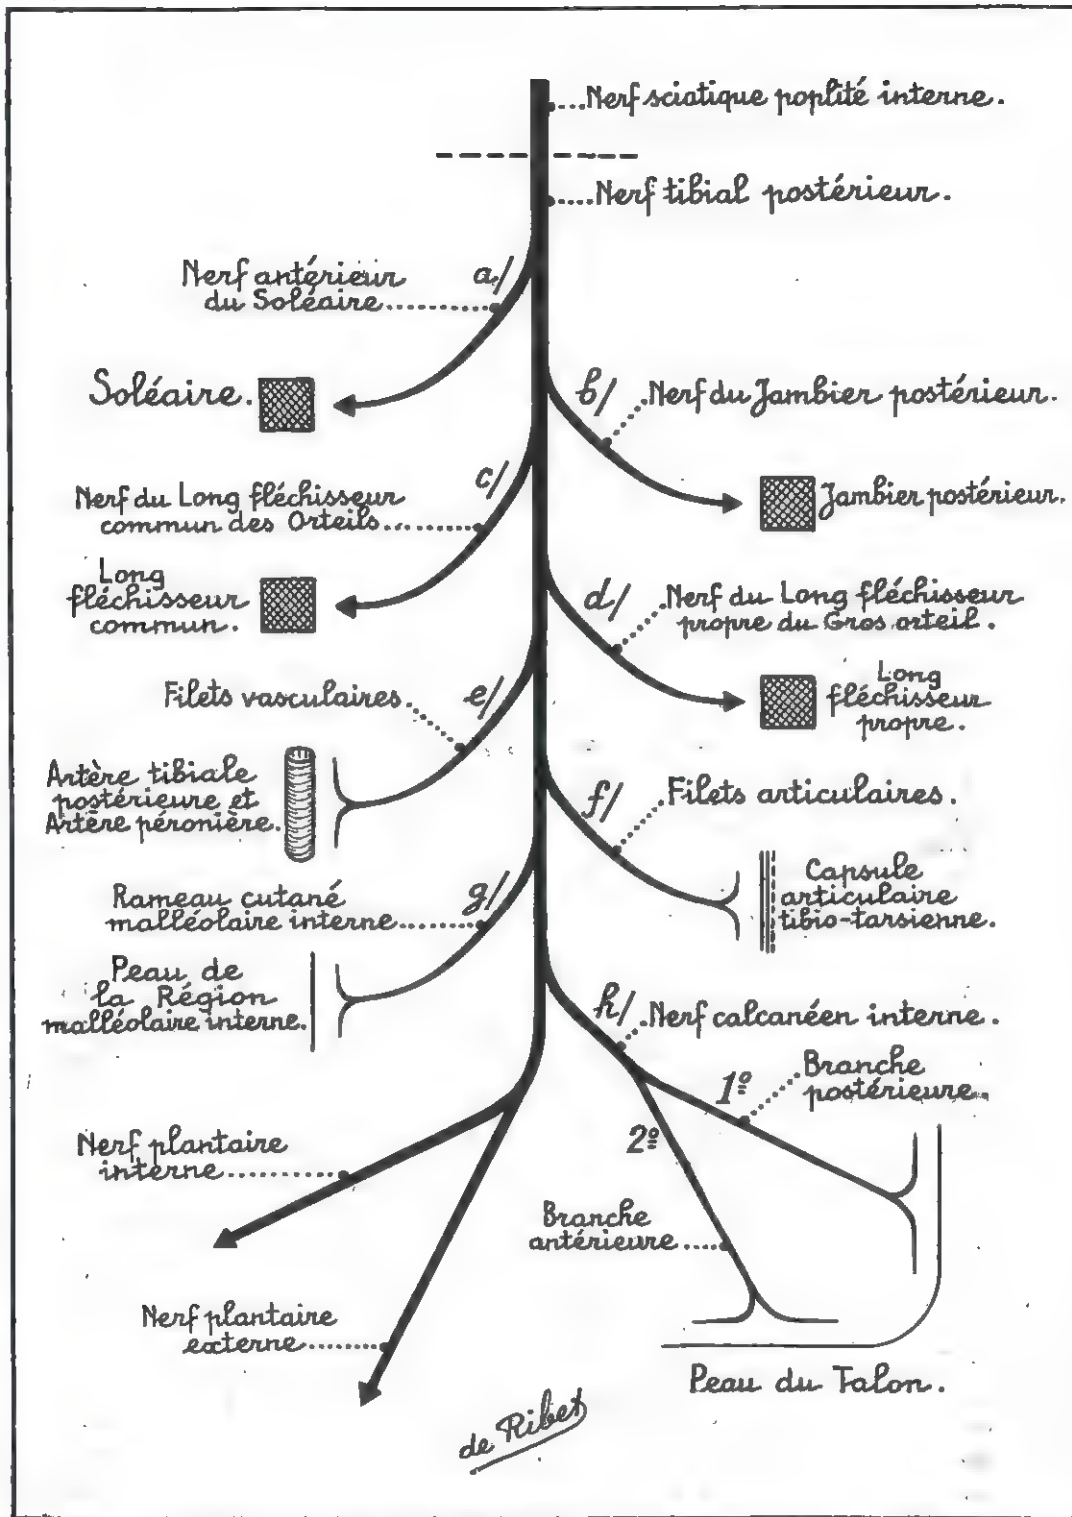 Nerf sciatique poplité interne.
Nerf tibial postérieur.
a/
Nerf antérieur
du Soléaire
Soléaire.
b/
Nerf du Jambier postérieur.
Jambier postérieur.
c/
Nerf du Long fléchisseur
commun des Orteils
Long
fléchisseur
commun.
d/
Nerf du Long fléchisseur
propre du Gros orteil.
Long
fléchisseur
propre.
e/
Filets vasculaires
Artère tibiale
postérieure et
Artère péronière.
f/
Filets articulaires.
Capsule
articulaire
tibio-tarsienne.
g/
Rameau cutané
malléolaire interne
Peau de
la Région
malléolaire interne.
h/
Nerf calcanéen interne.
1º
Branche
postérieure.
2º
Branche
antérieure
Peau du Talon.
Nerf plantaire
interne
Nerf plantaire
externe
de Ribet